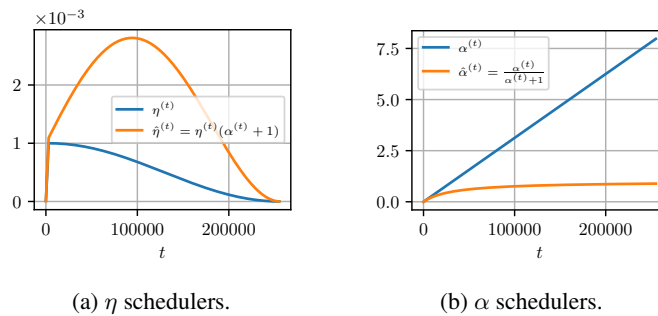 ×10⁻³
2
1
0
η⁽ᵗ⁾
η̂⁽ᵗ⁾ = η⁽ᵗ⁾(α⁽ᵗ⁾ + 1)
0 100000 200000
t
(a) η schedulers.
7.5
5.0
2.5
0.0
α⁽ᵗ⁾
α̂⁽ᵗ⁾ = α⁽ᵗ⁾/(α⁽ᵗ⁾+1)
0 100000 200000
t
(b) α schedulers.